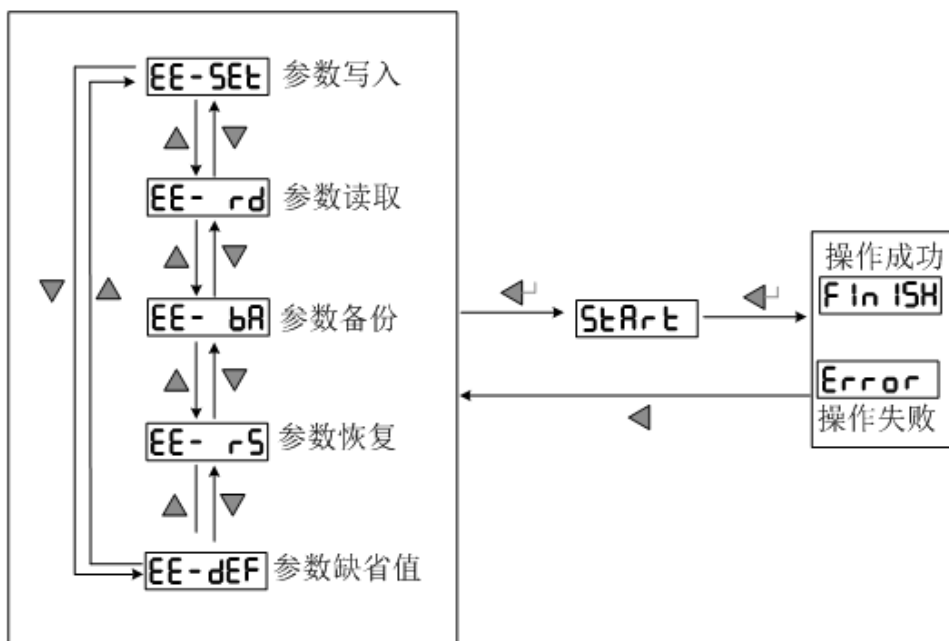 EE-SEt 参数写入
EE- rd 参数读取
EE- bA 参数备份
EE- rS 参数恢复
EE-dEF 参数缺省值
StArt
操作成功
FInISH
Error
操作失败